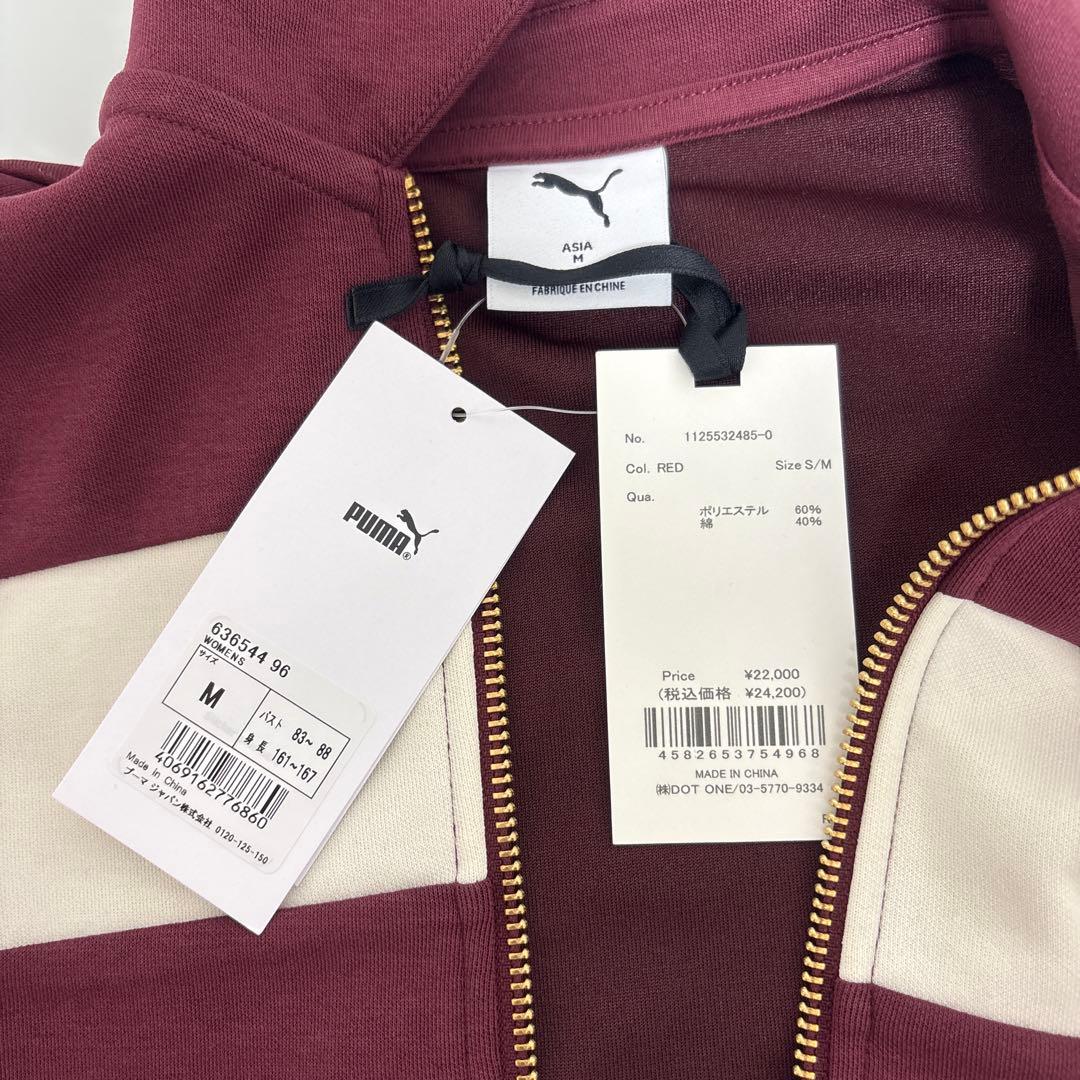 ASIA
M
FABRIQUE EN CHINE
PUMA
636544 96
WOMENS
サイズ
M
バスト 83~88
身長 161~167
4069162776860
Made in China
プーマ ジャパン株式会社 0120-125-150
No. 1125532485-0
Col. RED Size S/M
Qua.
ポリエステル 60%
綿 40%
Price ¥22,000
(税込価格 ¥24,200)
4582653754968
MADE IN CHINA
㈱DOT ONE/03-5770-9334